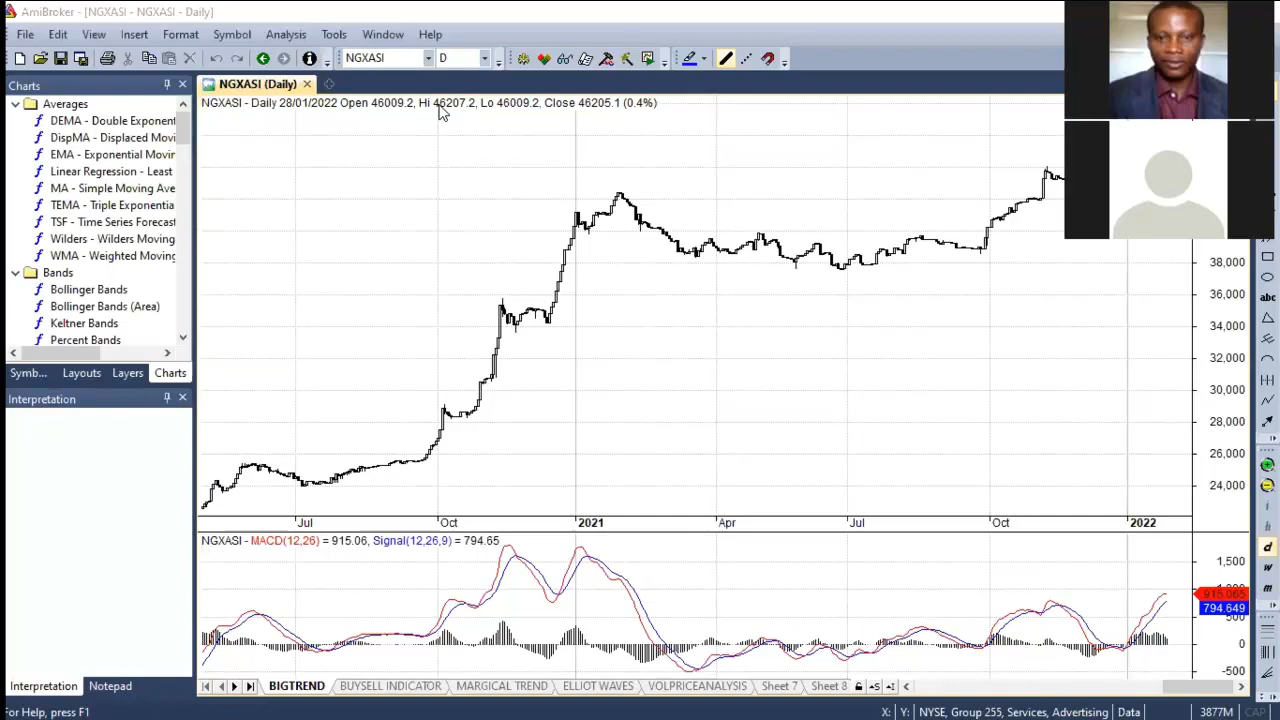 AmiBroker - [NGXASI - NGXASI - Daily]
File Edit View Insert Format Symbol Analysis Tools Window Help
NGXASI D
Charts
NGXASI (Daily)
Averages
DEMA - Double Exponent
DispMA - Displaced Movi
EMA - Exponential Movin
Linear Regression - Least
MA - Simple Moving Ave
TEMA - Triple Exponentia
TSF - Time Series Forecast
Wilders - Wilders Moving
WMA - Weighted Moving
Bands
Bollinger Bands
Bollinger Bands (Area)
Keltner Bands
Percent Bands
Symb... Layouts Layers Charts
Interpretation
Interpretation Notepad
NGXASI - Daily 28/01/2022 Open 46009.2, Hi 46207.2, Lo 46009.2, Close 46205.1 (0.4%)
38,000
36,000
34,000
32,000
30,000
28,000
26,000
24,000
Jul Oct 2021 Apr Jul Oct 2022
NGXASI - MACD(12,26) = 915.06, Signal(12,26,9) = 794.65
1,500
915.065
794.649
500
0
-500
BIGTREND BUYSELL INDICATOR MARGICAL TREND ELLIOT WAVES VOLPRICEANALYSIS Sheet 7 Sheet 8
abc
d
w
m
For Help, press F1
X: Y: NYSE, Group 255, Services, Advertising Data 3877M CAP